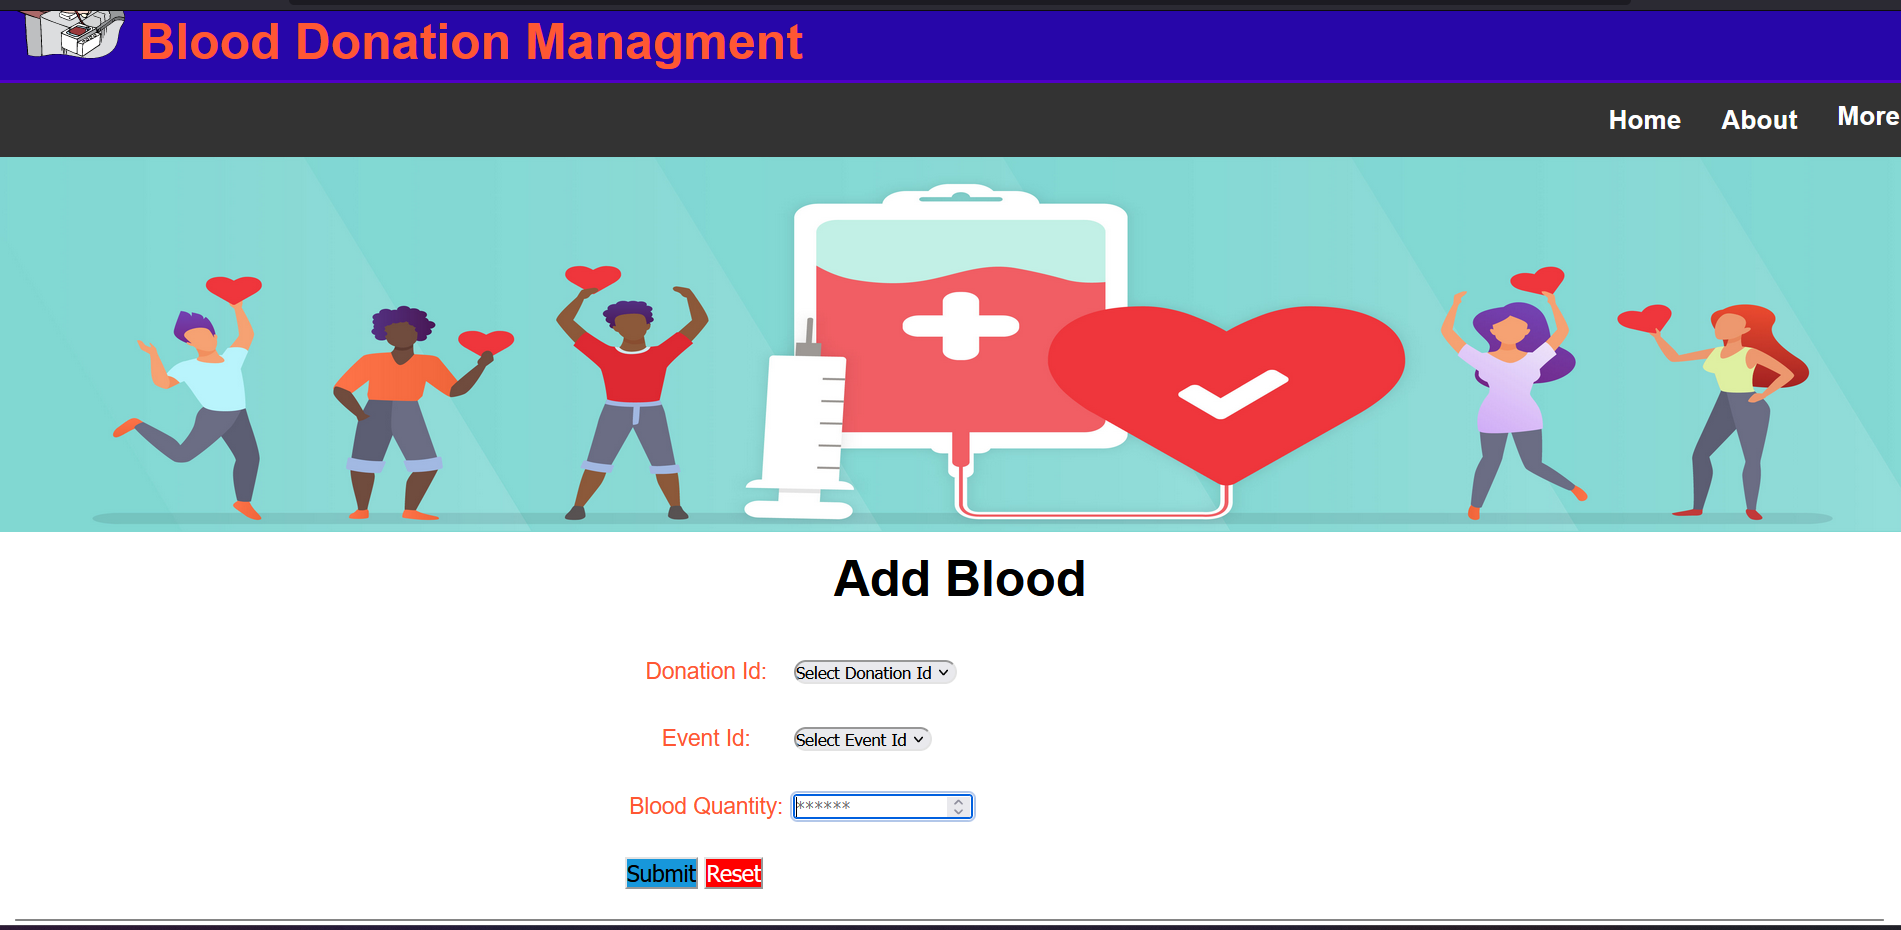 Blood Donation Managment
Home About More
Add Blood
Donation Id: Select Donation Id
Event Id: Select Event Id
Blood Quantity: ******
Submit Reset